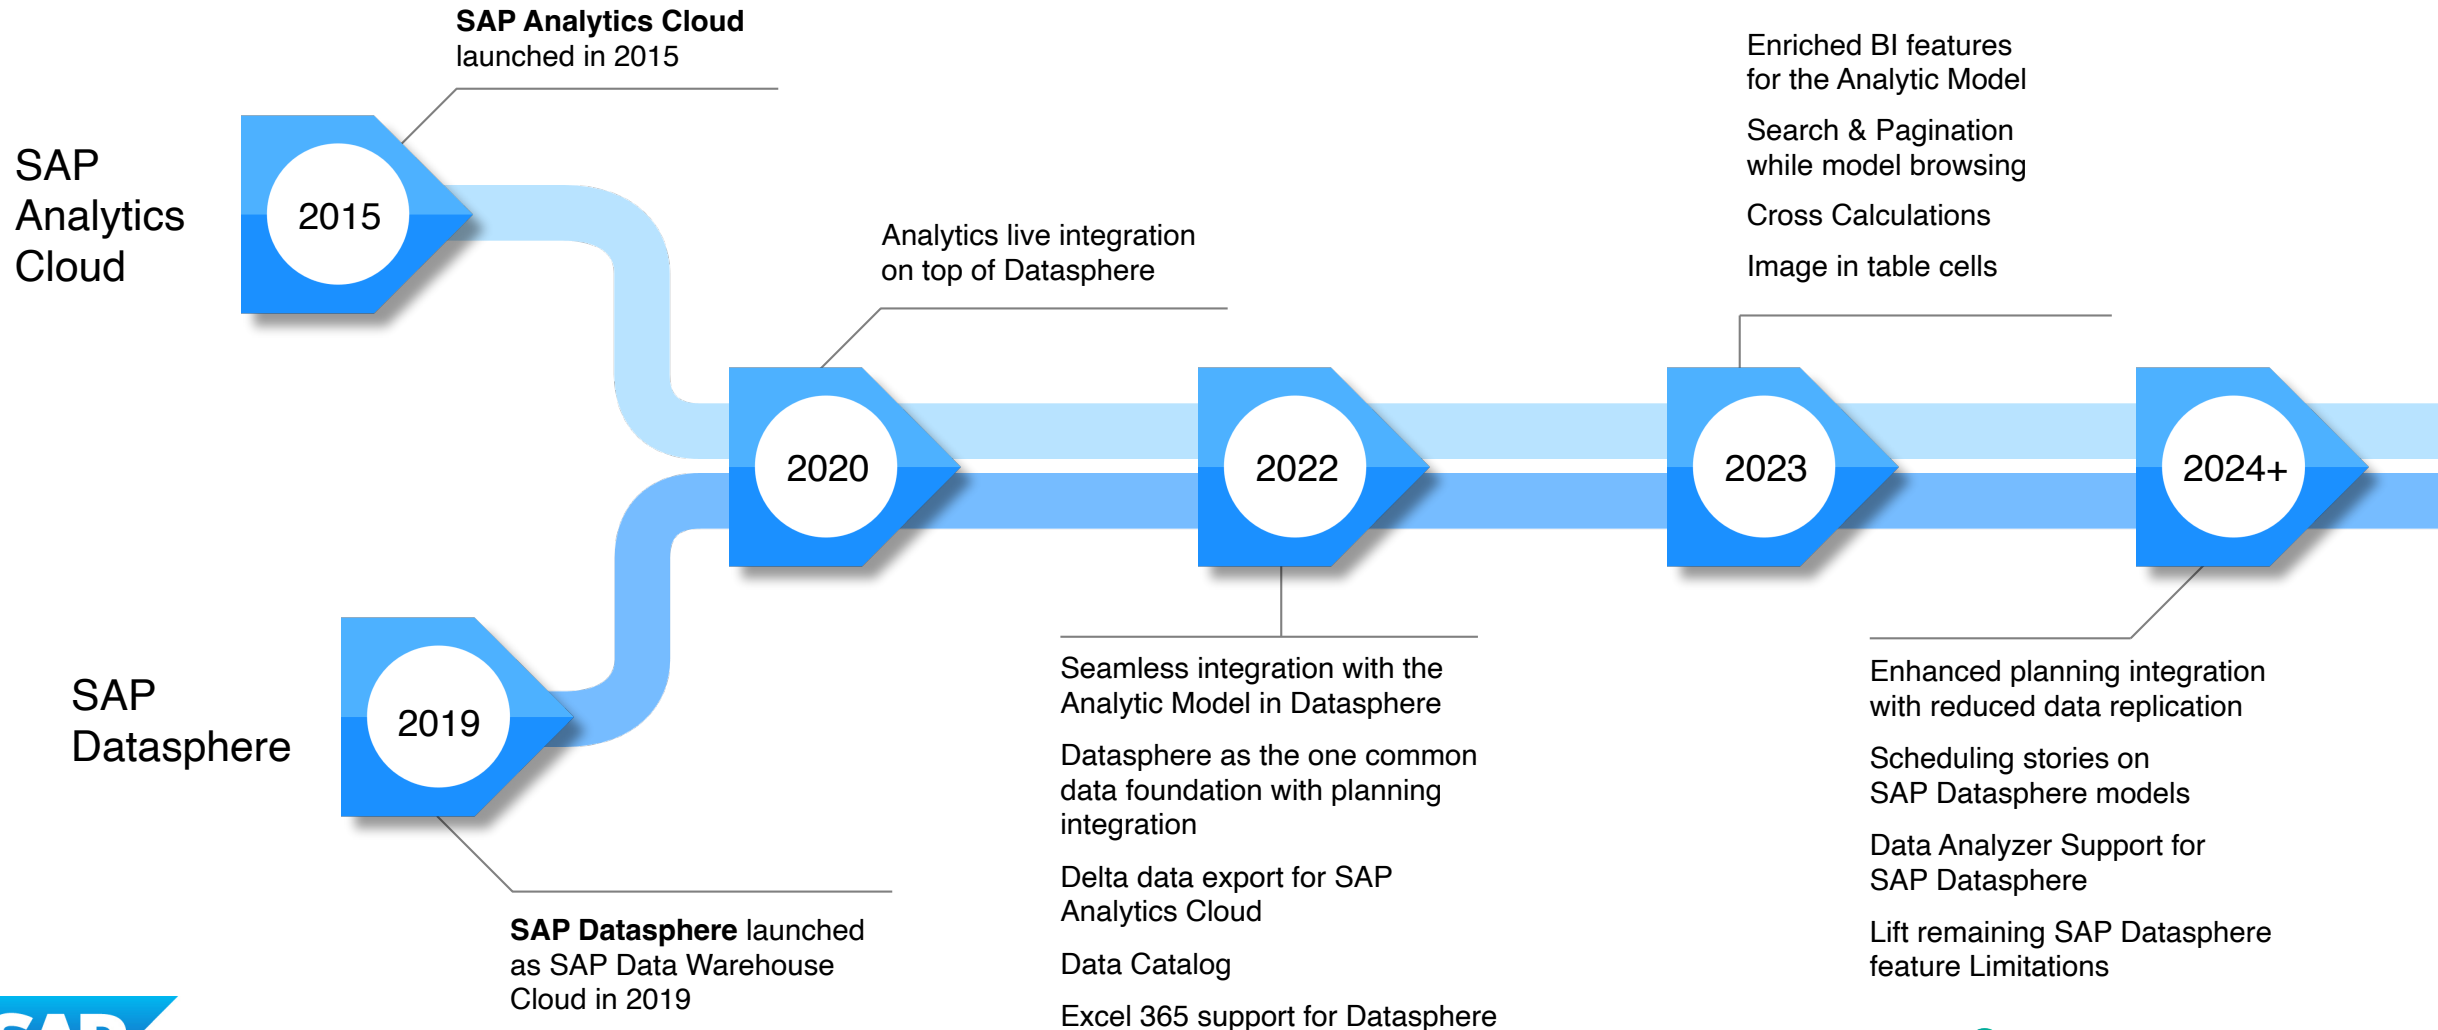 SAP Analytics Cloud
launched in 2015
SAP
Analytics
Cloud
2015
Analytics live integration
on top of Datasphere
Enriched BI features
for the Analytic Model
Search & Pagination
while model browsing
Cross Calculations
Image in table cells
2020
2022
2023
2024+
SAP
Datasphere
2019
SAP Datasphere launched
as SAP Data Warehouse
Cloud in 2019
Seamless integration with the
Analytic Model in Datasphere
Datasphere as the one common
data foundation with planning
integration
Delta data export for SAP
Analytics Cloud
Data Catalog
Excel 365 support for Datasphere
Enhanced planning integration
with reduced data replication
Scheduling stories on
SAP Datasphere models
Data Analyzer Support for
SAP Datasphere
Lift remaining SAP Datasphere
feature Limitations
SAP